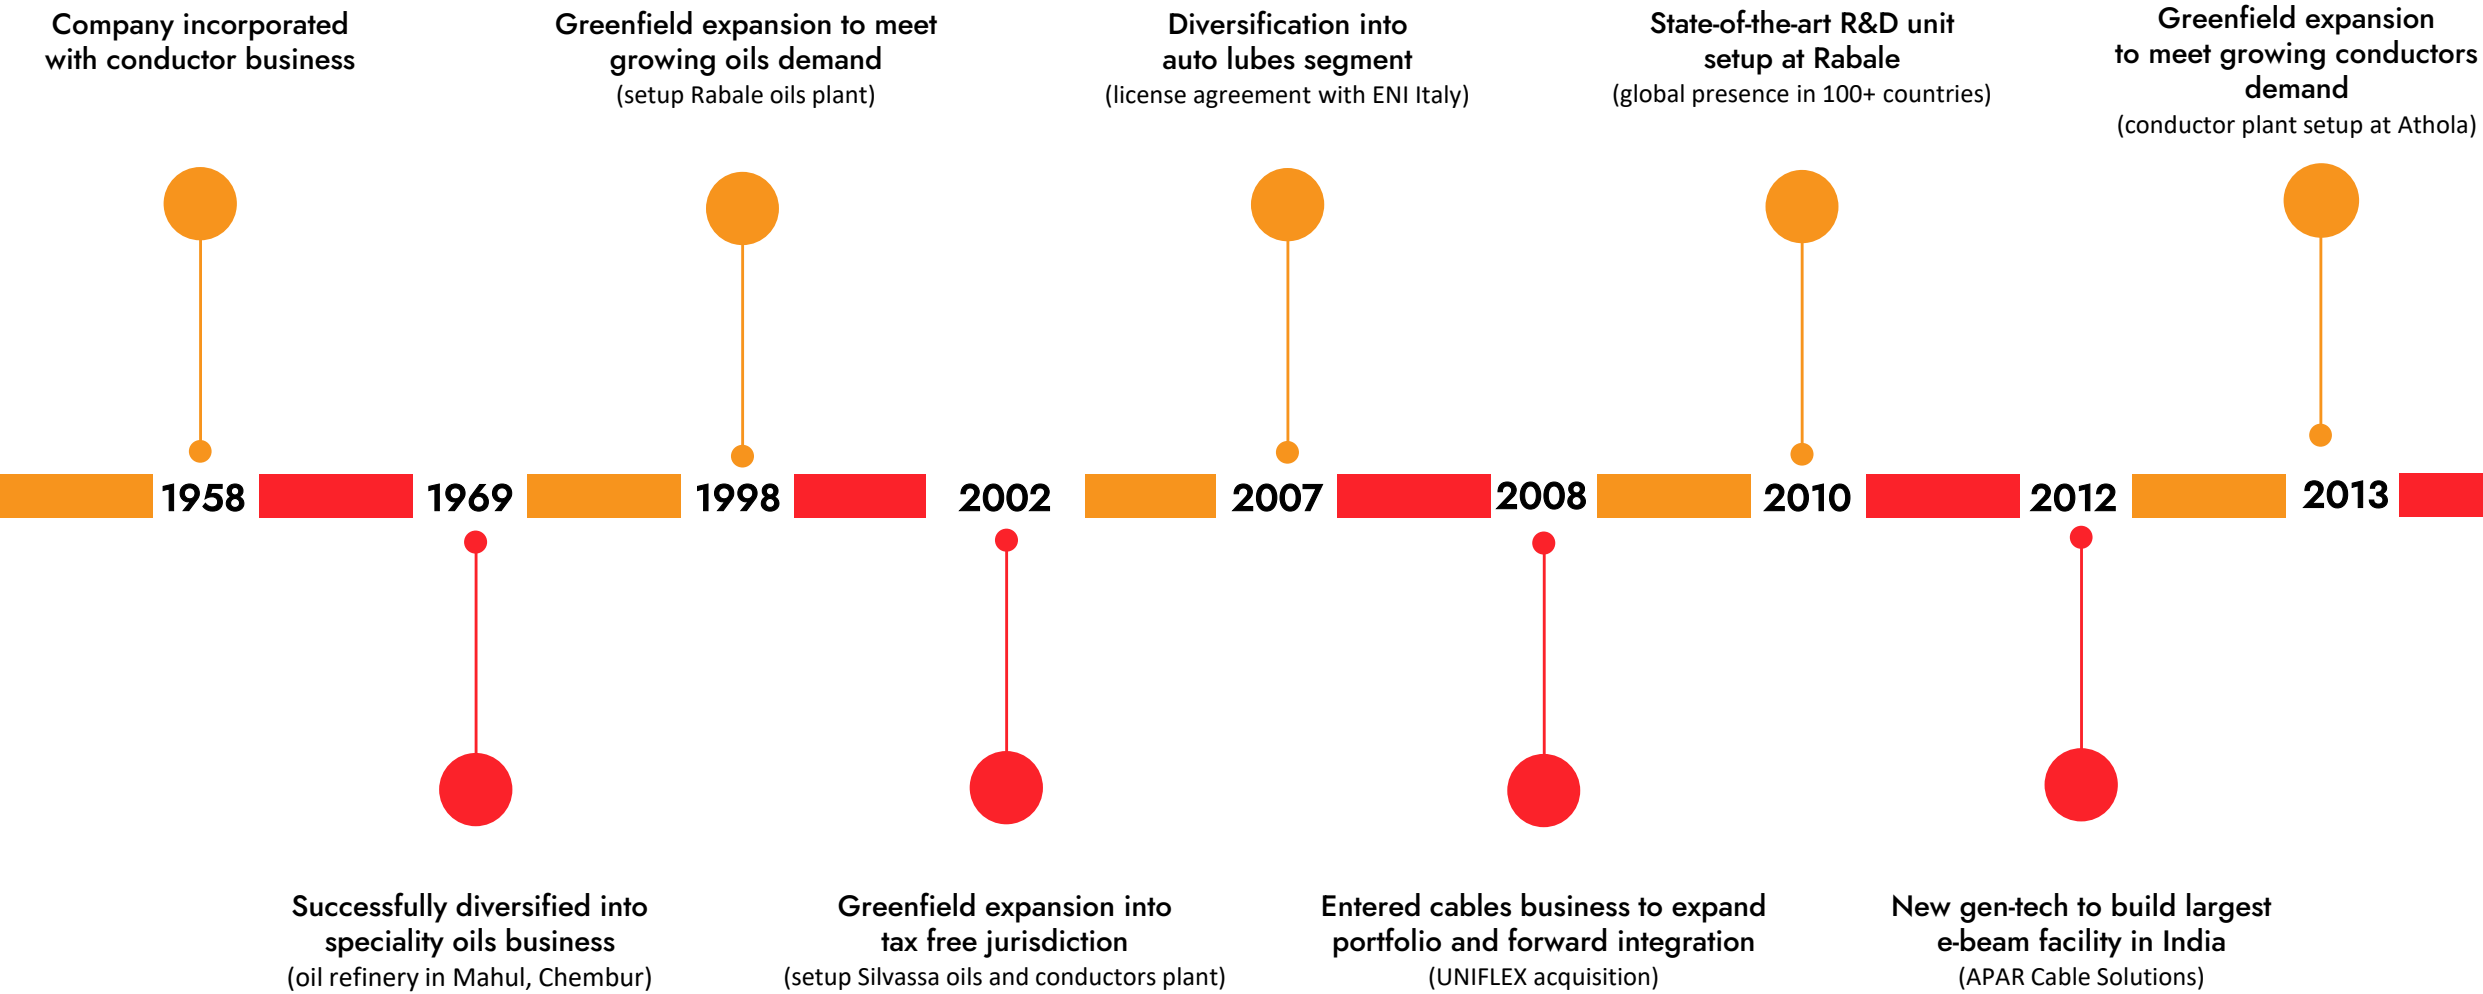 Company incorporated
with conductor business
Greenfield expansion to meet
growing oils demand
(setup Rabale oils plant)
Diversification into
auto lubes segment
(license agreement with ENI Italy)
State-of-the-art R&D unit
setup at Rabale
(global presence in 100+ countries)
Greenfield expansion
to meet growing conductors
demand
(conductor plant setup at Athola)
1958
1969
1998
2002
2007
2008
2010
2012
2013
Successfully diversified into
speciality oils business
(oil refinery in Mahul, Chembur)
Greenfield expansion into
tax free jurisdiction
(setup Silvassa oils and conductors plant)
Entered cables business to expand
portfolio and forward integration
(UNIFLEX acquisition)
New gen-tech to build largest
e-beam facility in India
(APAR Cable Solutions)